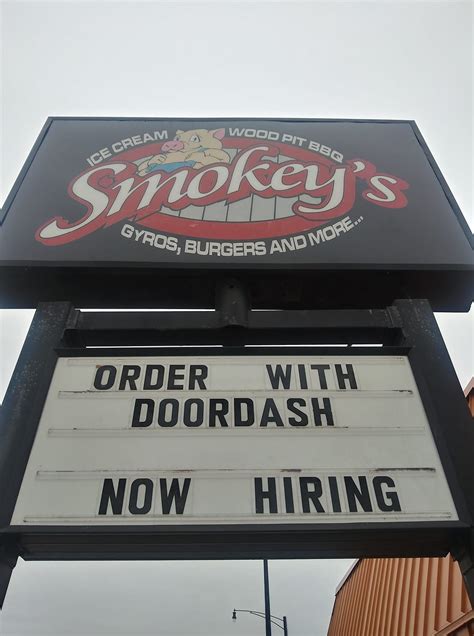 ICE CREAM WOOD PIT BBQ
Smokey's
GYROS, BURGERS AND MORE...
ORDER WITH
DOORDASH
NOW HIRING